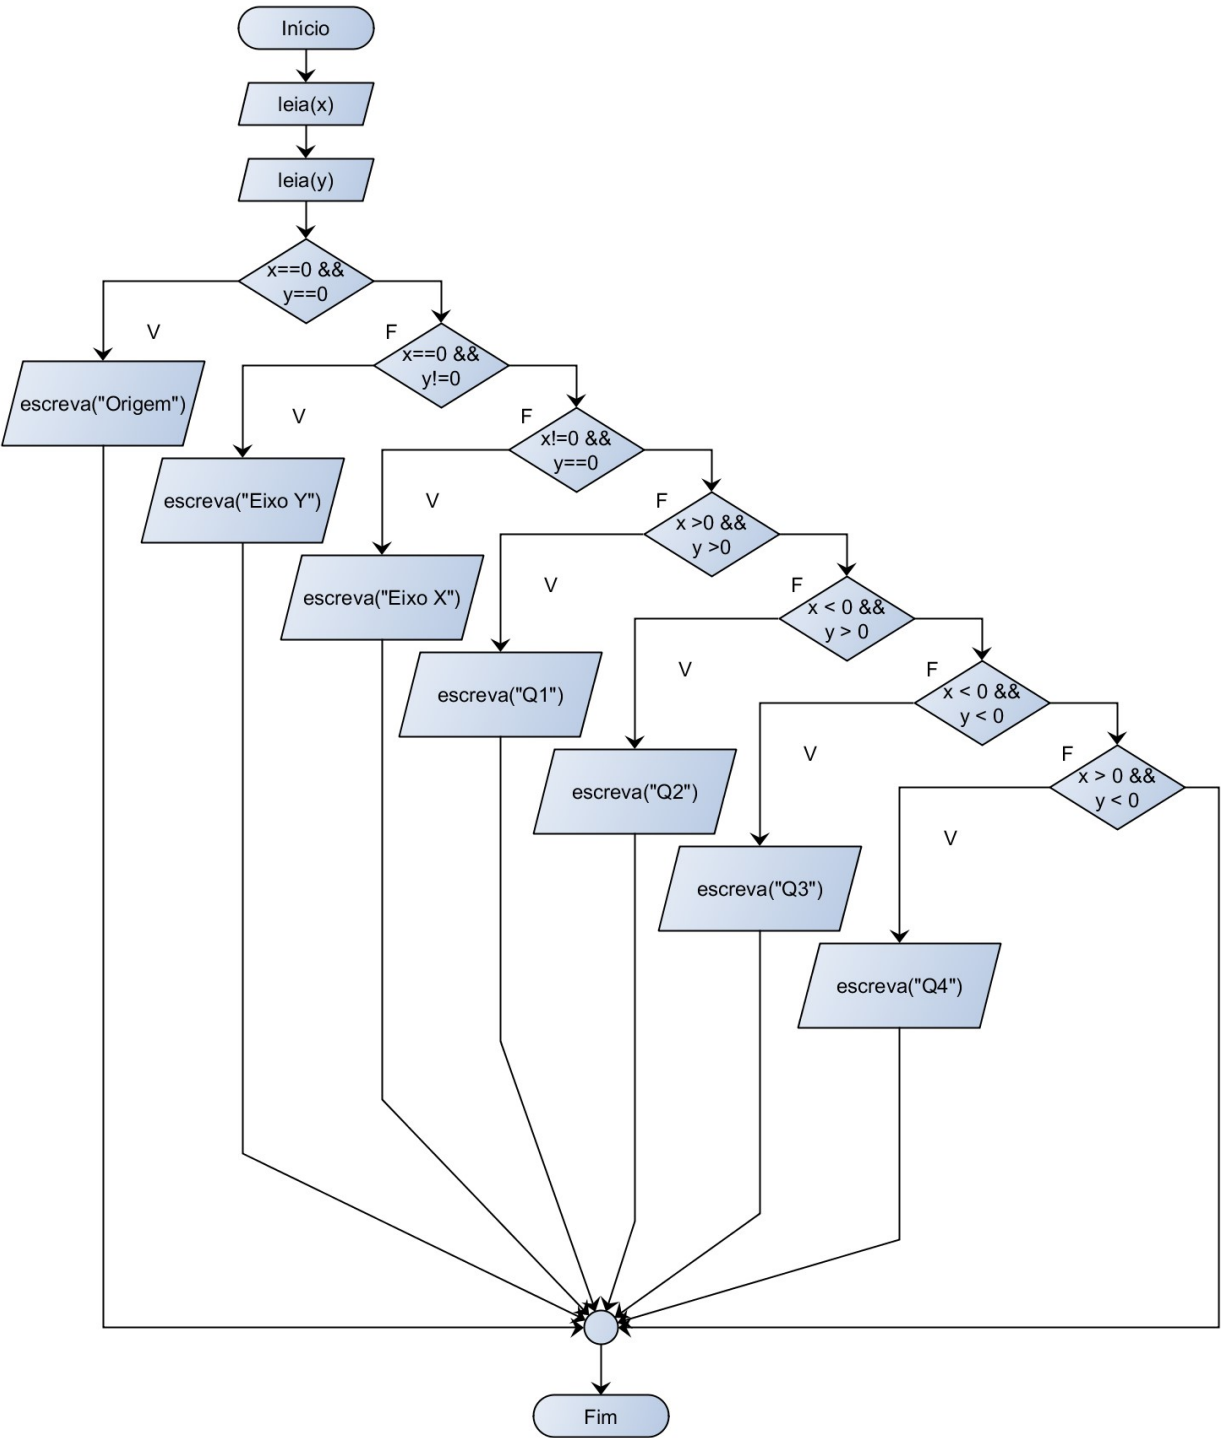 Início
leia(x)
leia(y)
x==0 &&
y==0
V
F
escreva("Origem")
x==0 &&
y!=0
V
F
escreva("Eixo Y")
x!=0 &&
y==0
V
F
escreva("Eixo X")
x >0 &&
y >0
V
F
escreva("Q1")
x < 0 &&
y > 0
V
F
escreva("Q2")
x < 0 &&
y < 0
V
F
escreva("Q3")
x > 0 &&
y < 0
V
escreva("Q4")
Fim